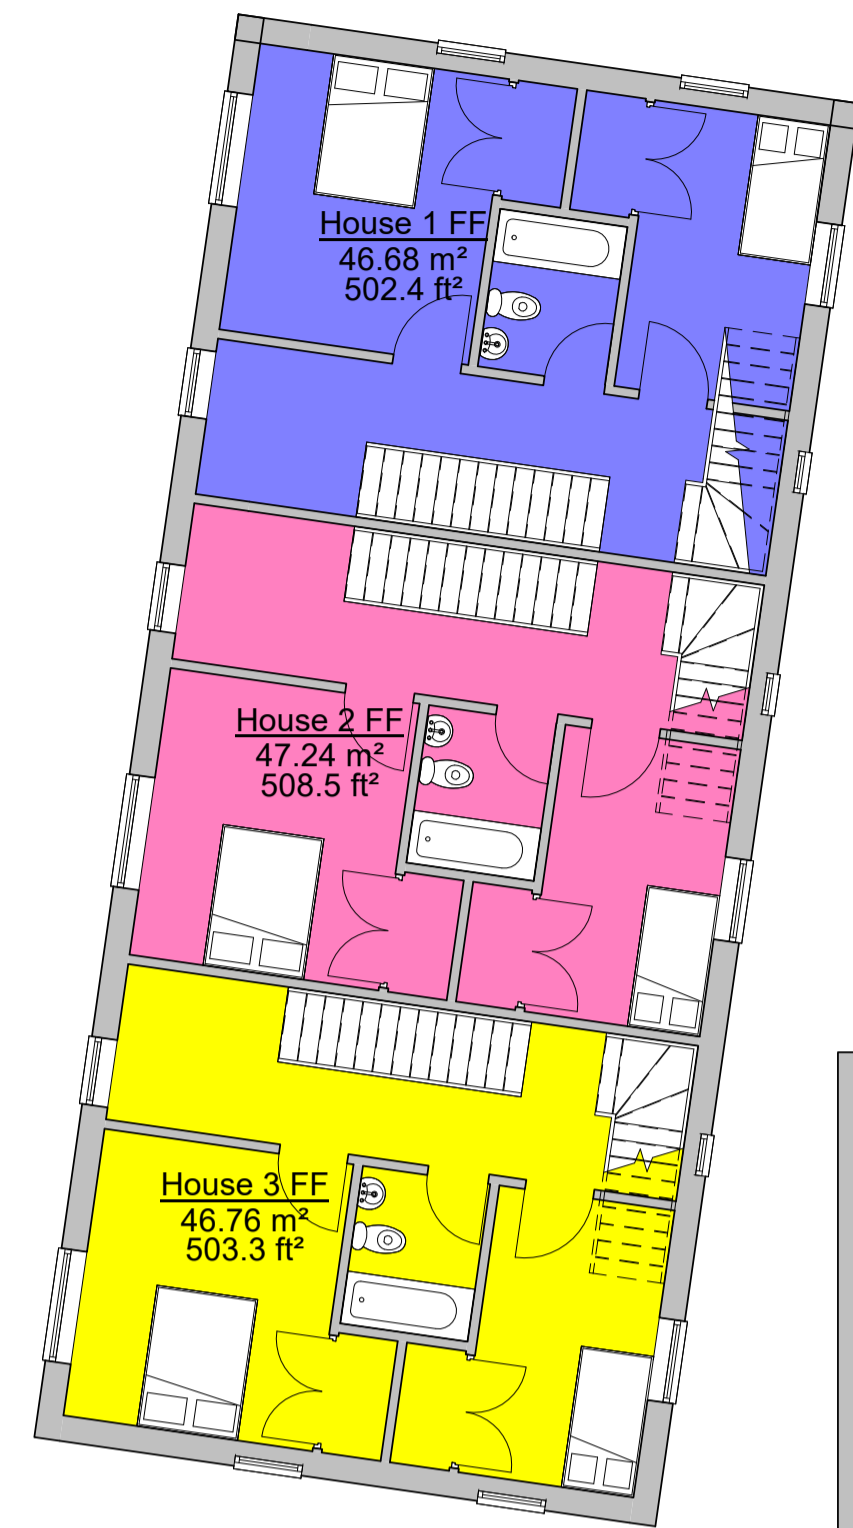 House 1 FF
46.68 m²
502.4 ft²
House 2 FF
47.24 m²
508.5 ft²
House 3 FF
46.76 m²
503.3 ft²